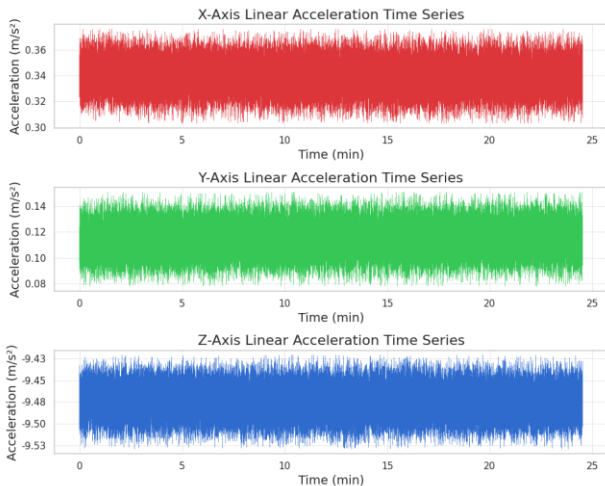 X-Axis Linear Acceleration Time Series
Acceleration (m/s²)
0.36
0.34
0.32
0.30
0 5 10 15 20 25
Time (min)
Y-Axis Linear Acceleration Time Series
Acceleration (m/s²)
0.14
0.12
0.10
0.08
0 5 10 15 20 25
Time (min)
Z-Axis Linear Acceleration Time Series
Acceleration (m/s²)
-9.43
-9.45
-9.48
-9.50
-9.53
0 5 10 15 20 25
Time (min)